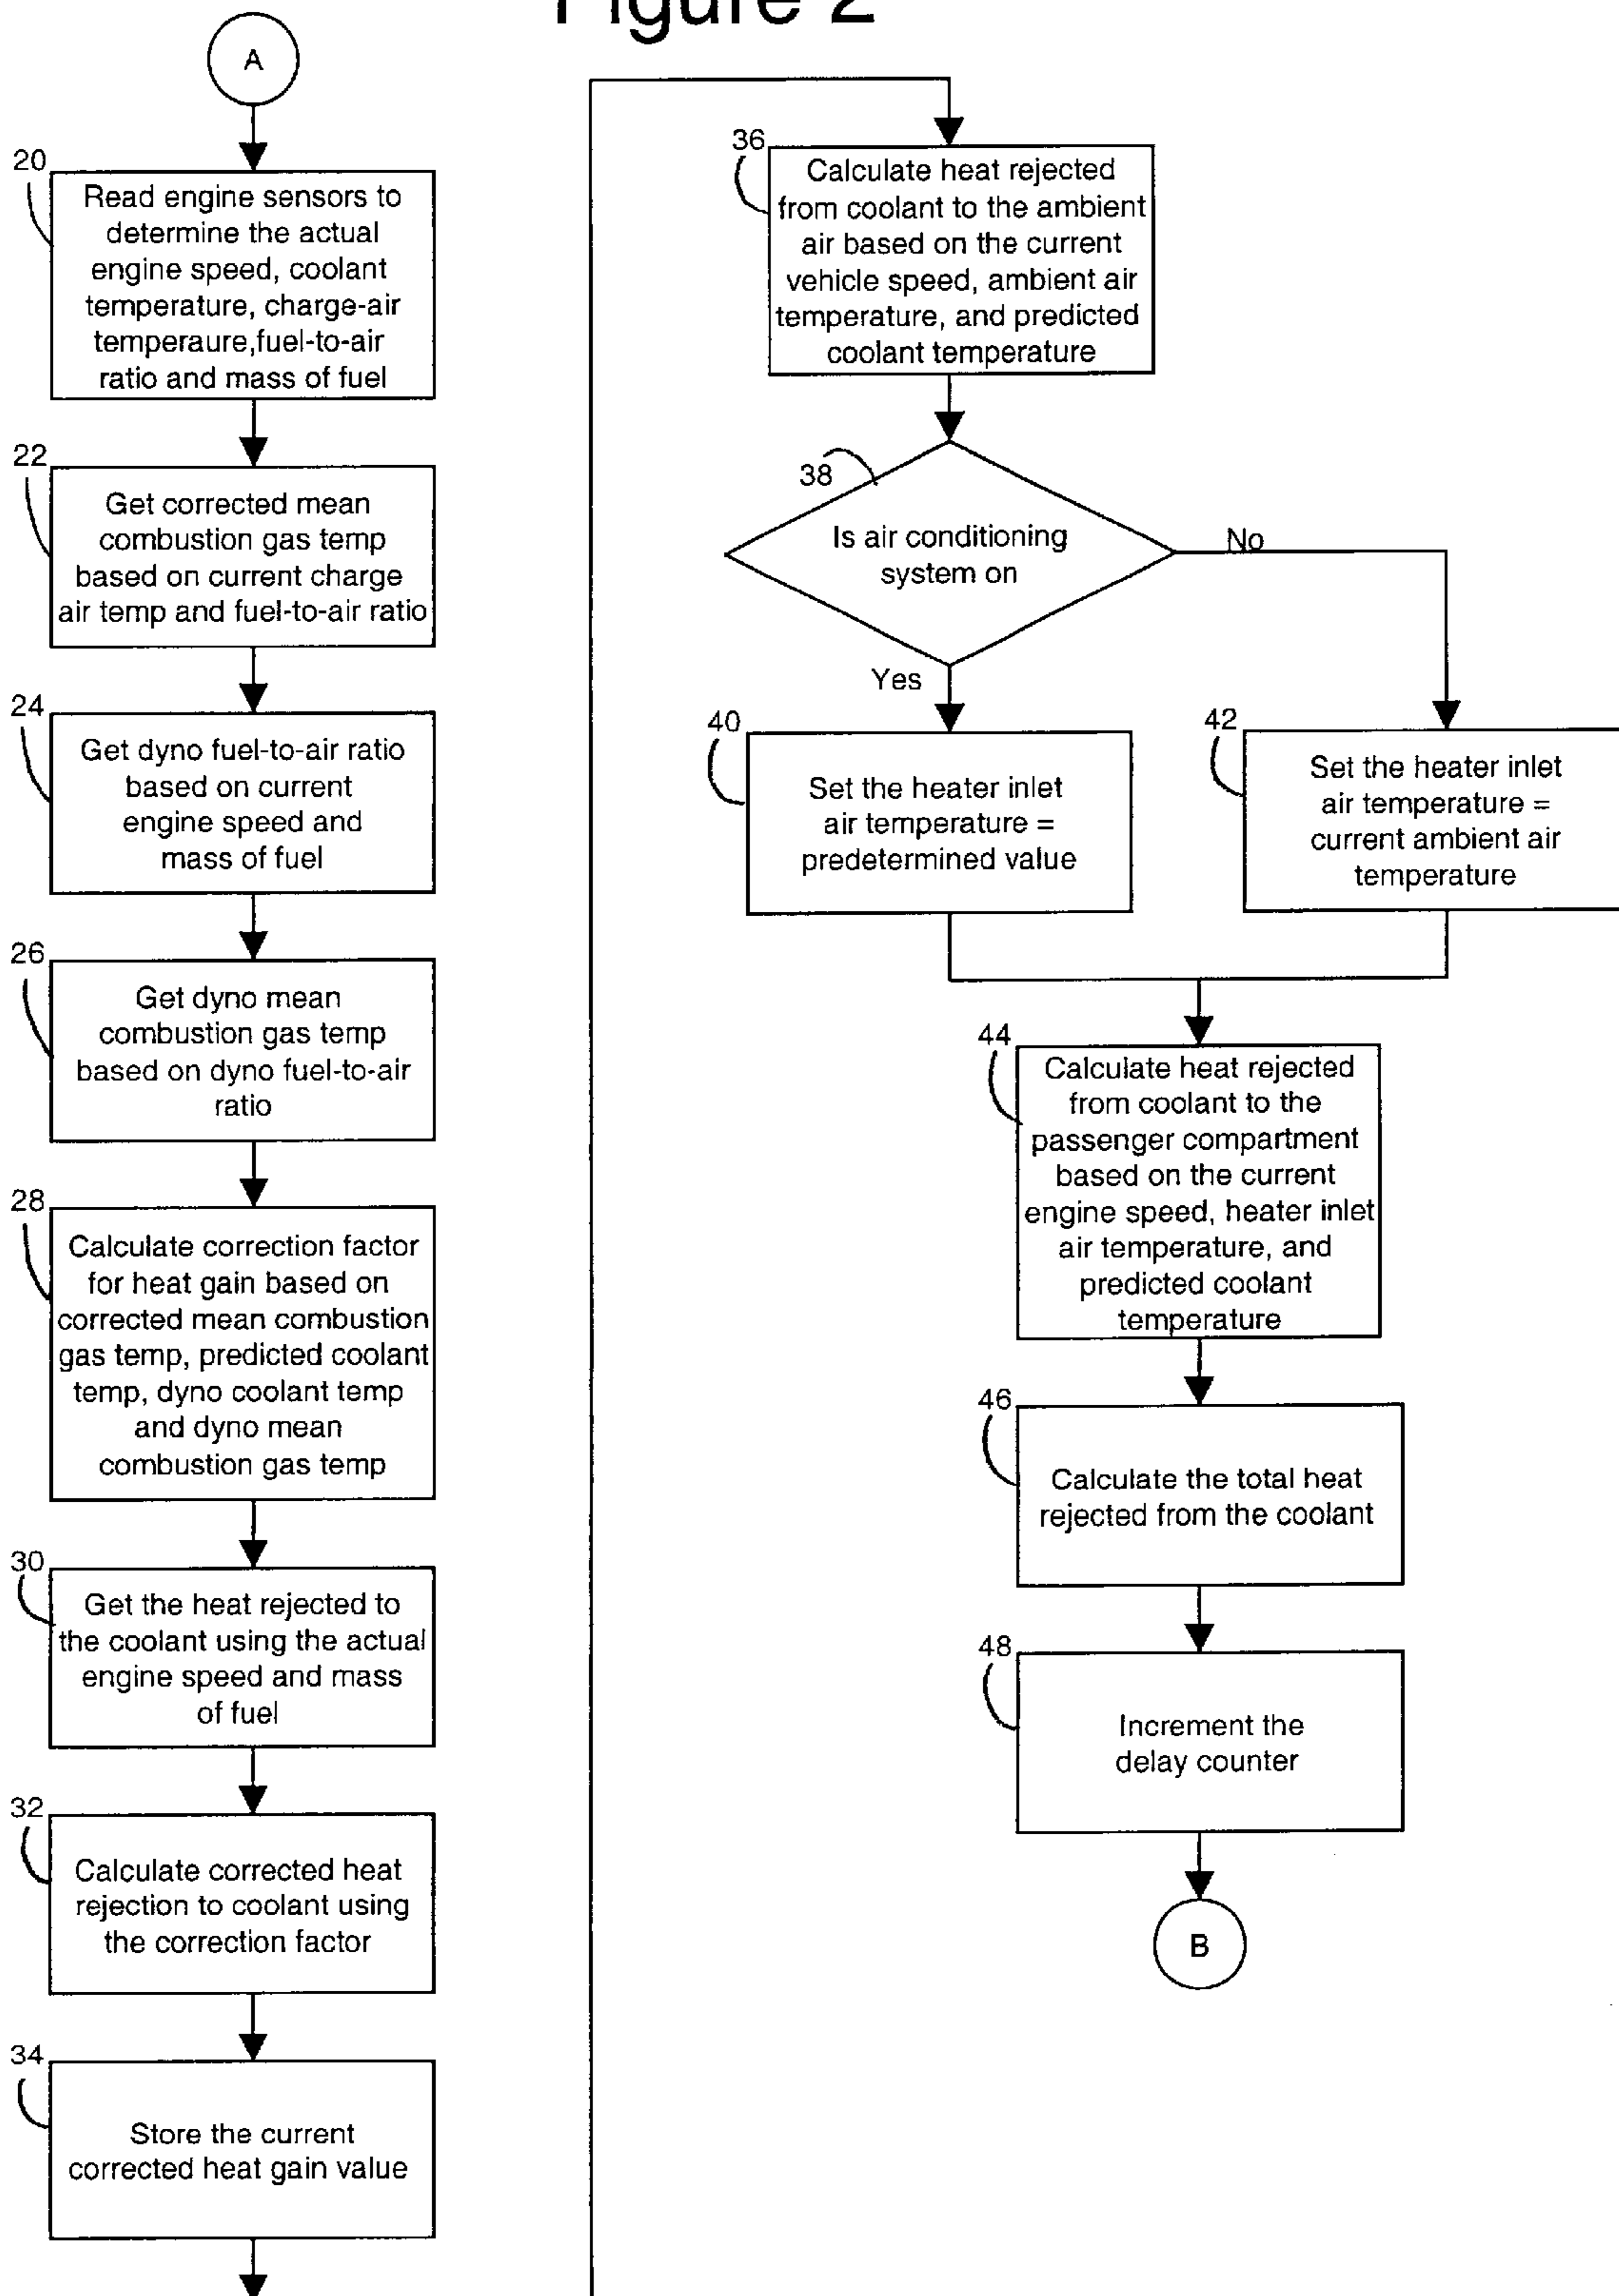 Figure 2
A
20
Read engine sensors to
determine the actual
engine speed, coolant
temperature, charge-air
temperaure,fuel-to-air
ratio and mass of fuel
22
Get corrected mean
combustion gas temp
based on current charge
air temp and fuel-to-air ratio
24
Get dyno fuel-to-air ratio
based on current
engine speed and
mass of fuel
26
Get dyno mean
combustion gas temp
based on dyno fuel-to-air
ratio
28
Calculate correction factor
for heat gain based on
corrected mean combustion
gas temp, predicted coolant
temp, dyno coolant temp
and dyno mean
combustion gas temp
30
Get the heat rejected to
the coolant using the actual
engine speed and mass
of fuel
32
Calculate corrected heat
rejection to coolant using
the correction factor
34
Store the current
corrected heat gain value
36
Calculate heat rejected
from coolant to the ambient
air based on the current
vehicle speed, ambient air
temperature, and predicted
coolant temperature
38
Is air conditioning
system on
No
Yes
40
Set the heater inlet
air temperature =
predetermined value
42
Set the heater inlet
air temperature =
current ambient air
temperature
44
Calculate heat rejected
from coolant to the
passenger compartment
based on the current
engine speed, heater inlet
air temperature, and
predicted coolant
temperature
46
Calculate the total heat
rejected from the coolant
48
Increment the
delay counter
B